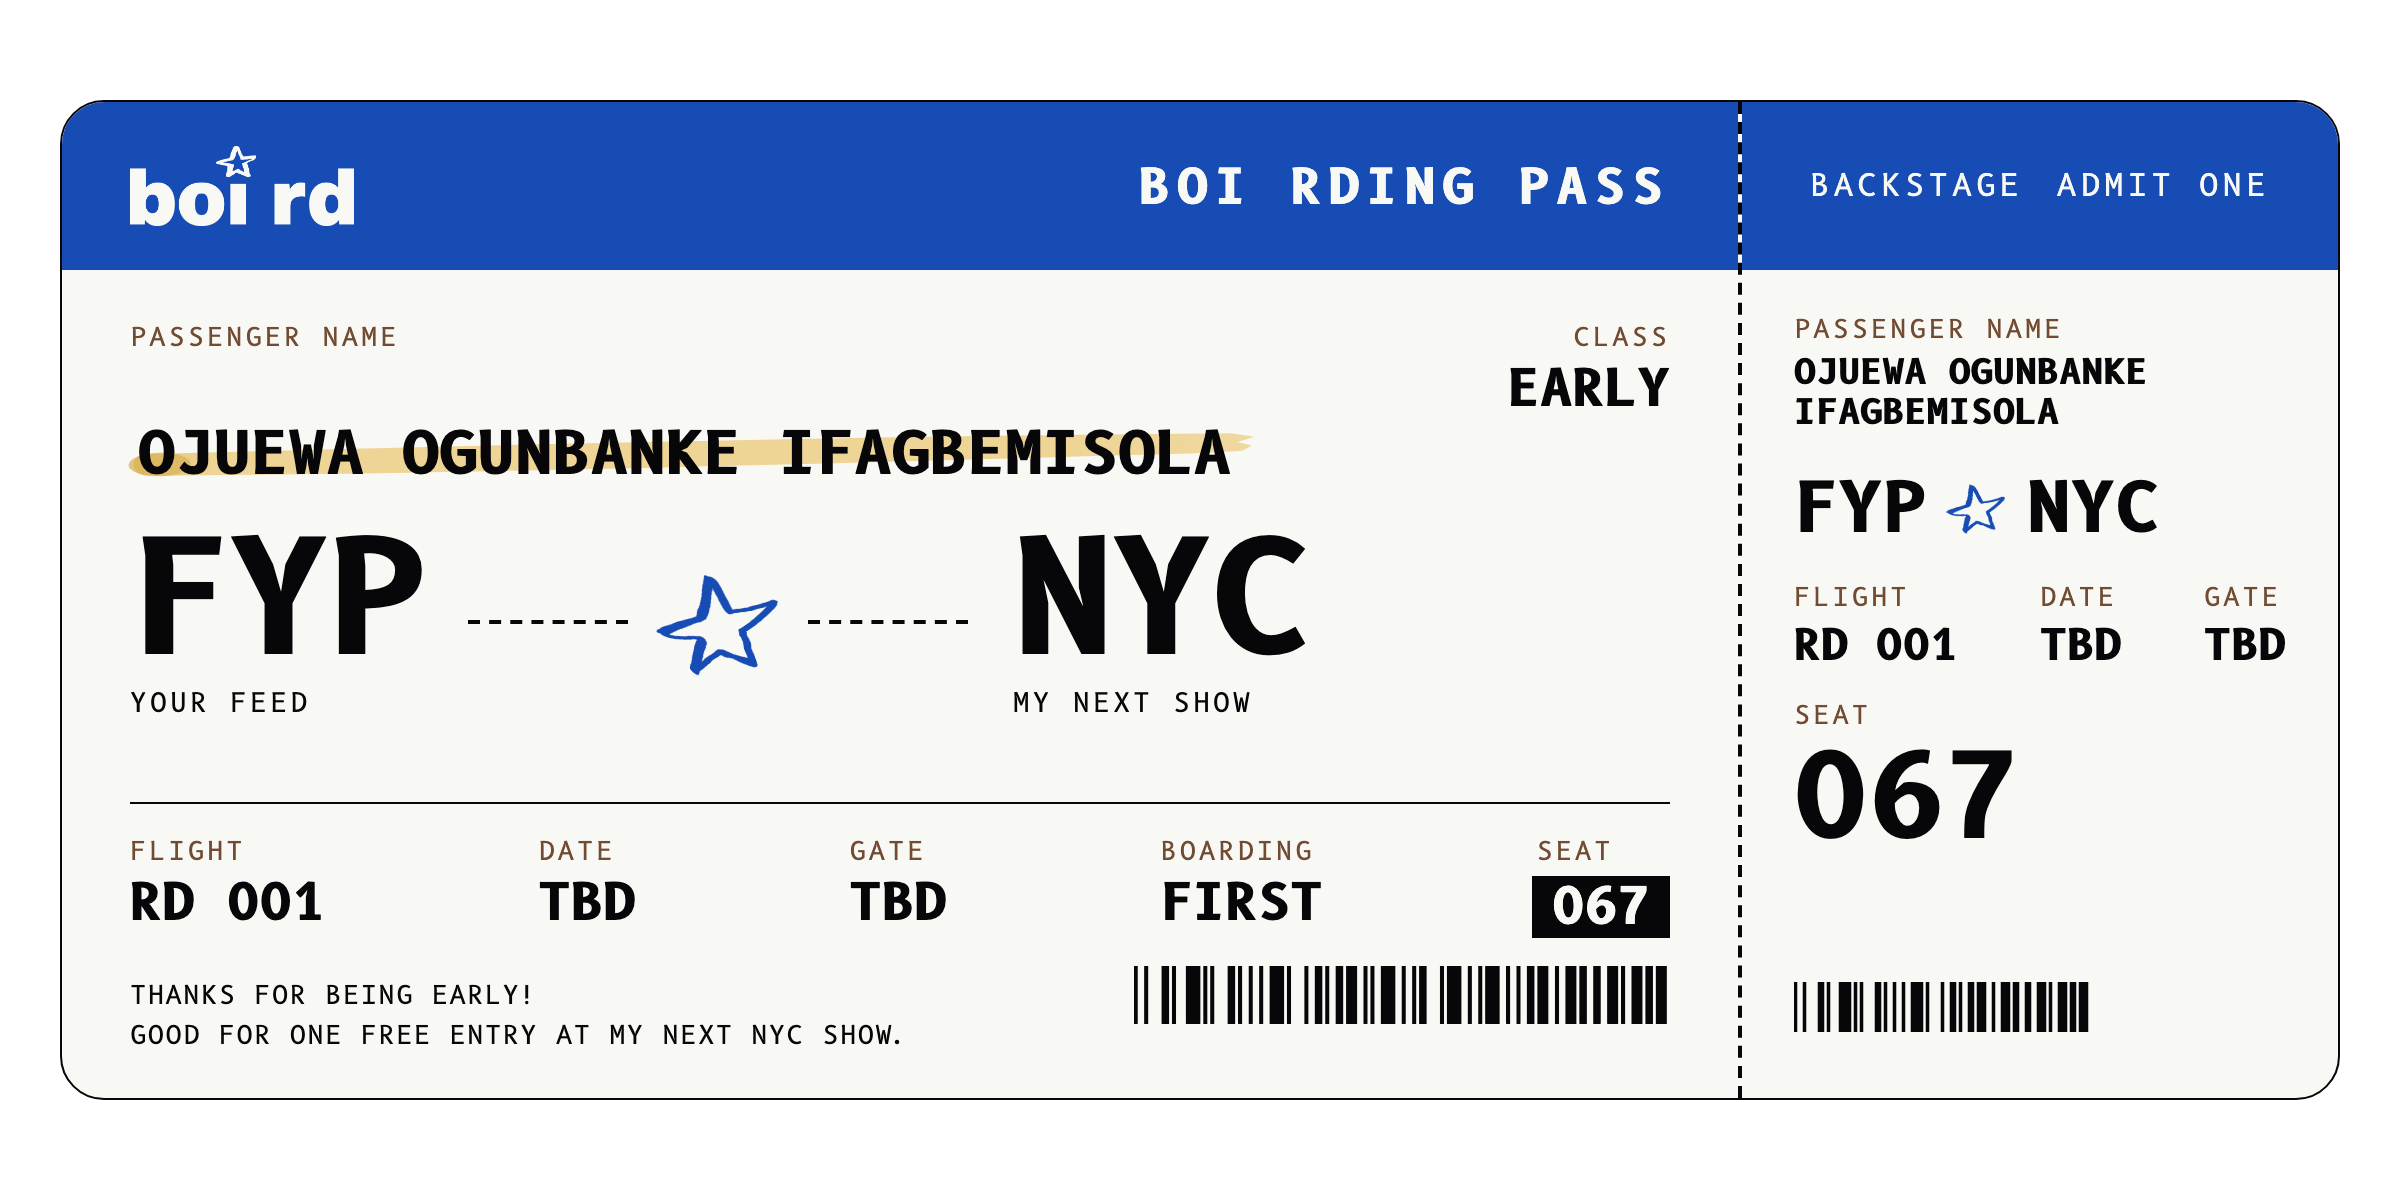 boi rd
BOI RDING PASS
BACKSTAGE ADMIT ONE
PASSENGER NAME
CLASS
EARLY
OJUEWA OGUNBANKE IFAGBEMISOLA
FYP
NYC
YOUR FEED
MY NEXT SHOW
FLIGHT
DATE
GATE
BOARDING
SEAT
RD 001
TBD
TBD
FIRST
067
THANKS FOR BEING EARLY!
GOOD FOR ONE FREE ENTRY AT MY NEXT NYC SHOW.
PASSENGER NAME
OJUEWA OGUNBANKE
IFAGBEMISOLA
FYP NYC
FLIGHT
DATE
GATE
RD 001
TBD
TBD
SEAT
067